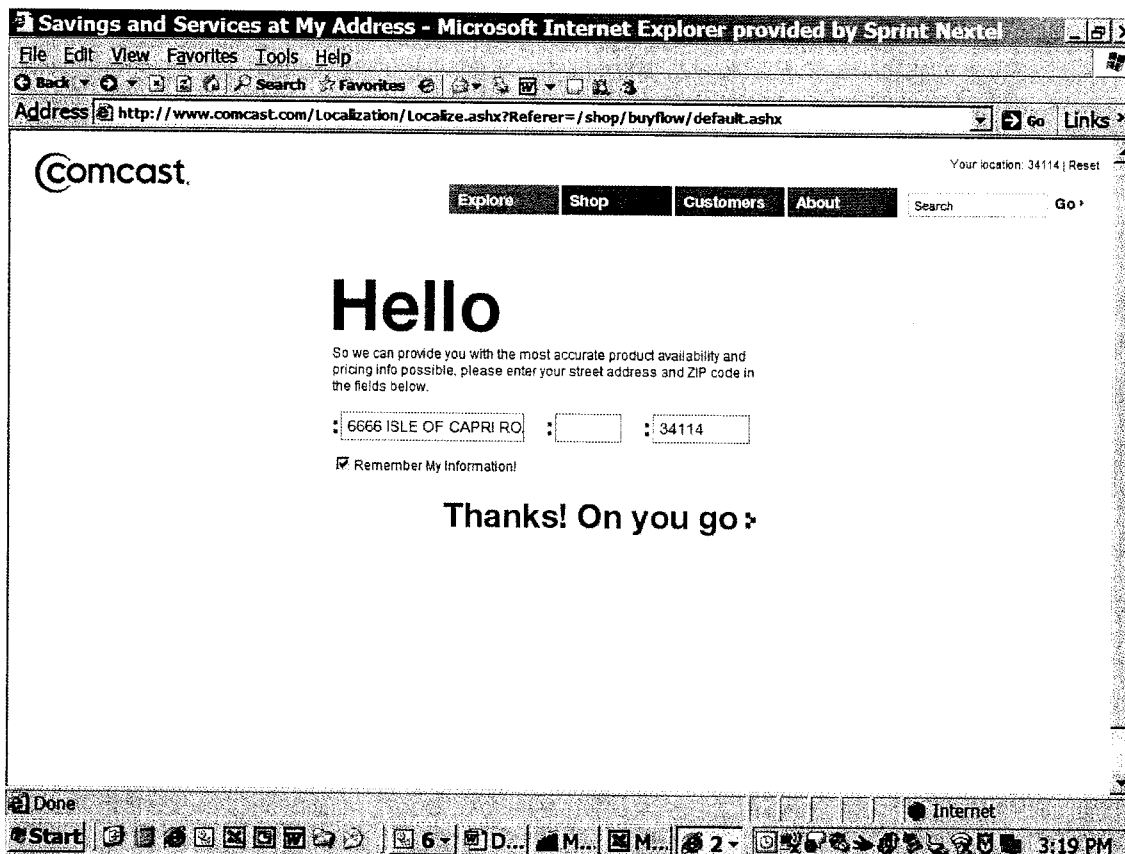 Savings and Services at My Address - Microsoft Internet Explorer provided by Sprint Nextel
File Edit View Favorites Tools Help
Back Search Favorites
Address http://www.comcast.com/Localization/Localize.ashx?Referer=/shop/buyflow/default.ashx Go Links
Comcast.
Your location: 34114 | Reset
Explore Shop Customers About Search Go
Hello
So we can provide you with the most accurate product availability and
pricing info possible, please enter your street address and ZIP code in
the fields below.
: 6666 ISLE OF CAPRI RO : : 34114
Remember My Information!
Thanks! On you go
Done Internet
Start 6 D... M... M... 2 3:19 PM